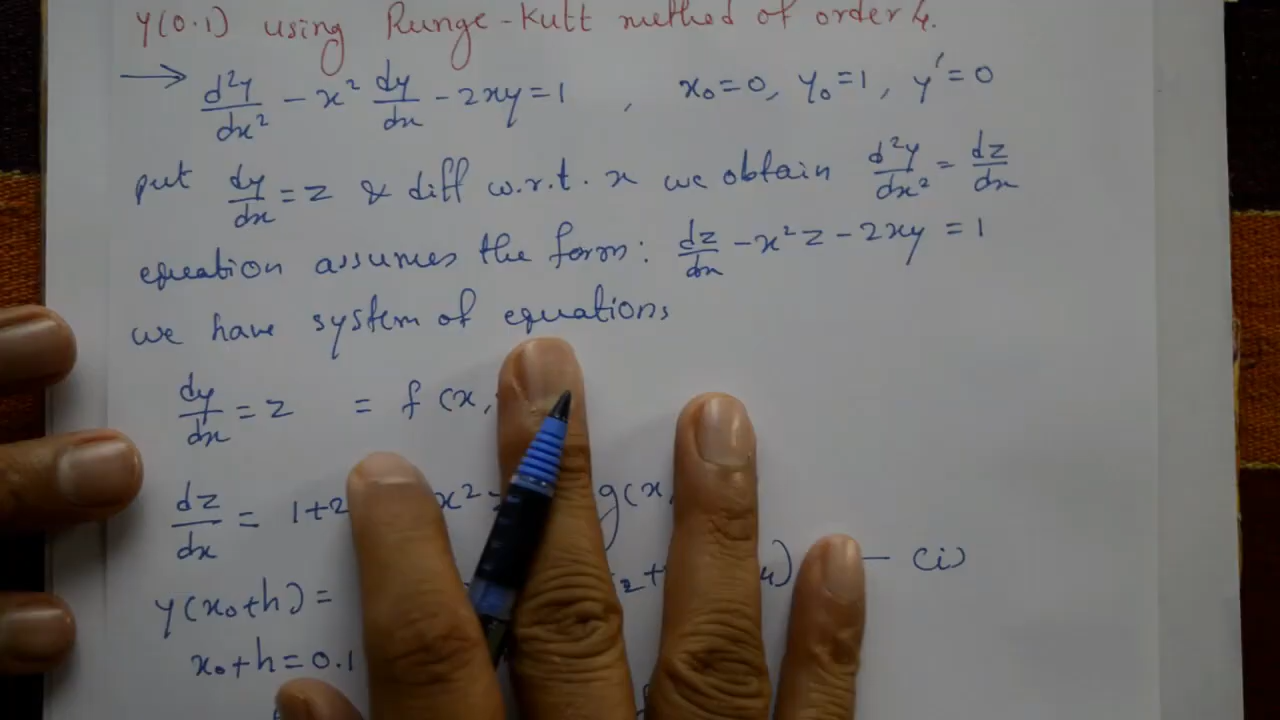 y(0.1) using Runge-Kutt method of order 4.
→ d²y/dx² - x² dy/dx - 2xy = 1 , x₀=0, y₀=1, y'=0
put dy/dx = z & diff w.r.t. x we obtain d²y/dx² = dz/dx
equation assumes the form: dz/dx - x²z - 2xy = 1
we have system of equations
dy/dx = z = f(x,
dz/dx = 1+2 x² g(x,
y(x₀+h) = ₂+ ₄) — (i)
x₀+h = 0.1